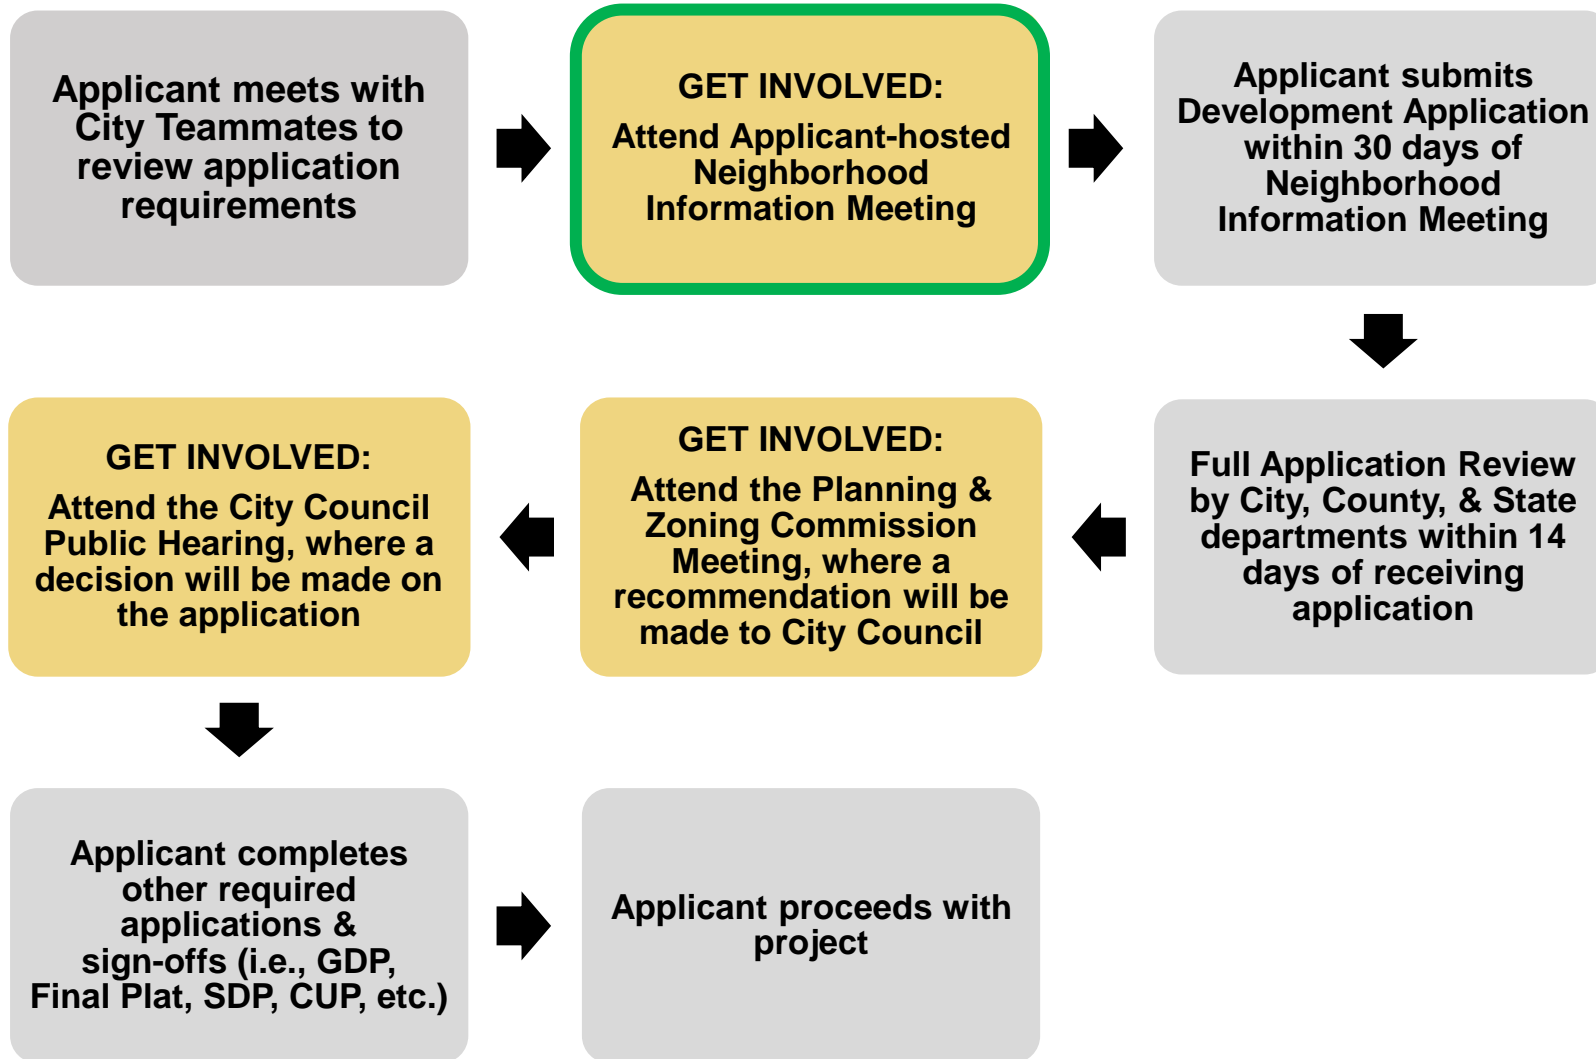 Applicant meets with
City Teammates to
review application
requirements
GET INVOLVED:
Attend Applicant-hosted
Neighborhood
Information Meeting
Applicant submits
Development Application
within 30 days of
Neighborhood
Information Meeting
Full Application Review
by City, County, & State
departments within 14
days of receiving
application
GET INVOLVED:
Attend the Planning &
Zoning Commission
Meeting, where a
recommendation will be
made to City Council
GET INVOLVED:
Attend the City Council
Public Hearing, where a
decision will be made on
the application
Applicant completes
other required
applications &
sign-offs (i.e., GDP,
Final Plat, SDP, CUP, etc.)
Applicant proceeds with
project